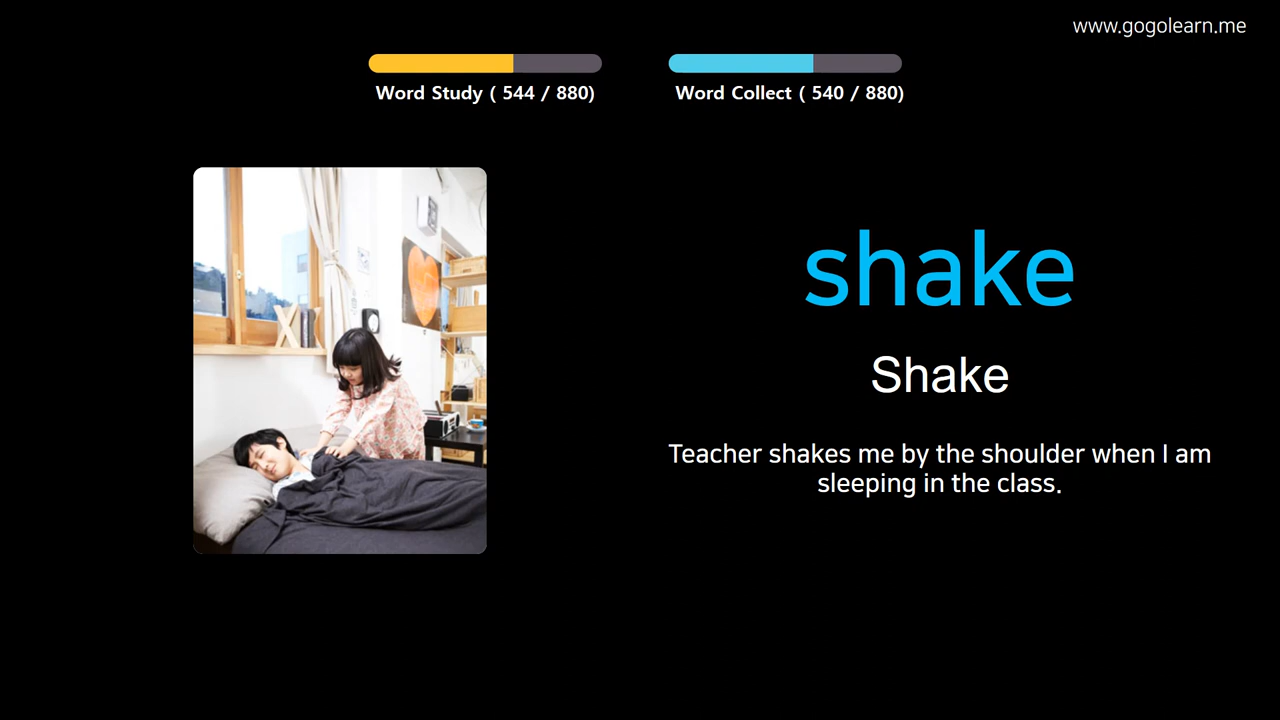 www.gogolearn.me
Word Study ( 544 / 880)
Word Collect ( 540 / 880)
shake
Shake
Teacher shakes me by the shoulder when I am
sleeping in the class.